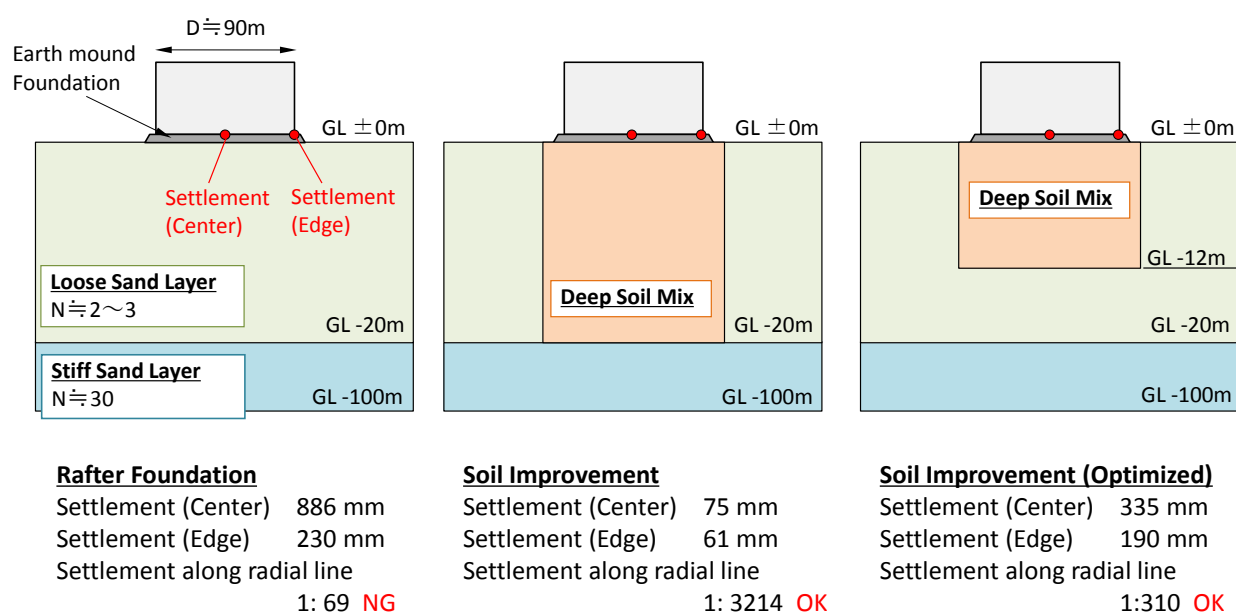 D≒90m
Earth mound
Foundation
GL ±0m
Settlement
(Center)
Settlement
(Edge)
Loose Sand Layer
N≒2～3
GL -20m
Stiff Sand Layer
N≒30
GL -100m
Rafter Foundation
Settlement (Center) 886 mm
Settlement (Edge) 230 mm
Settlement along radial line
1: 69 NG
GL ±0m
Deep Soil Mix
GL -20m
GL -100m
Soil Improvement
Settlement (Center) 75 mm
Settlement (Edge) 61 mm
Settlement along radial line
1: 3214 OK
GL ±0m
Deep Soil Mix
GL -12m
GL -20m
GL -100m
Soil Improvement (Optimized)
Settlement (Center) 335 mm
Settlement (Edge) 190 mm
Settlement along radial line
1:310 OK